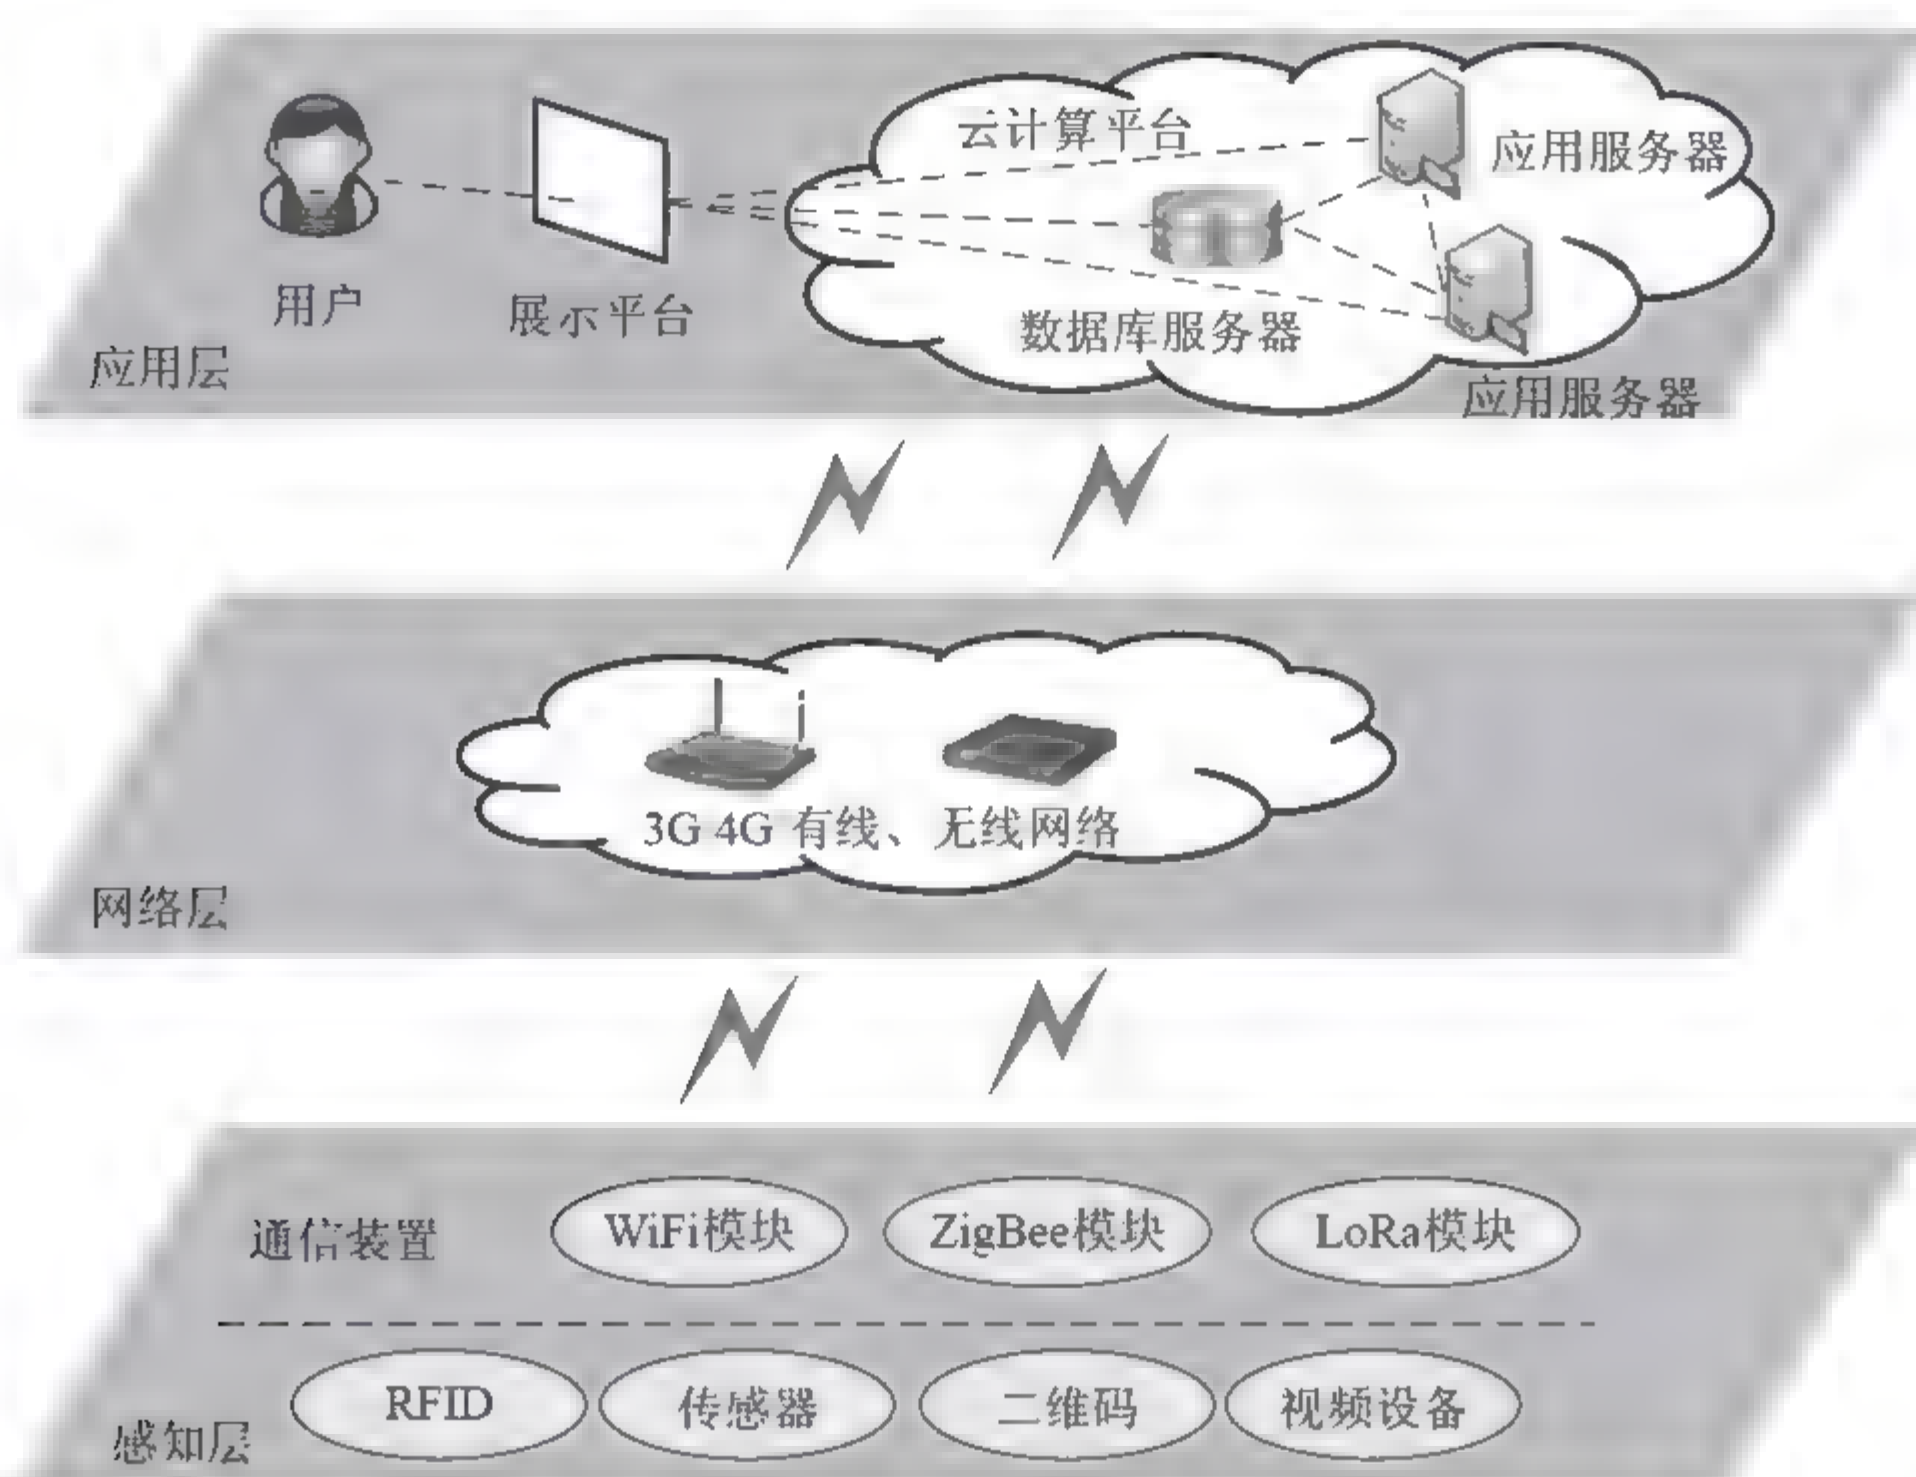 云计算平台
应用服务器
用户
展示平台
数据库服务器
应用层
应用服务器
3G 4G 有线、无线网络
网络层
通信装置
WiFi模块
ZigBee模块
LoRa模块
RFID
传感器
二维码
视频设备
感知层